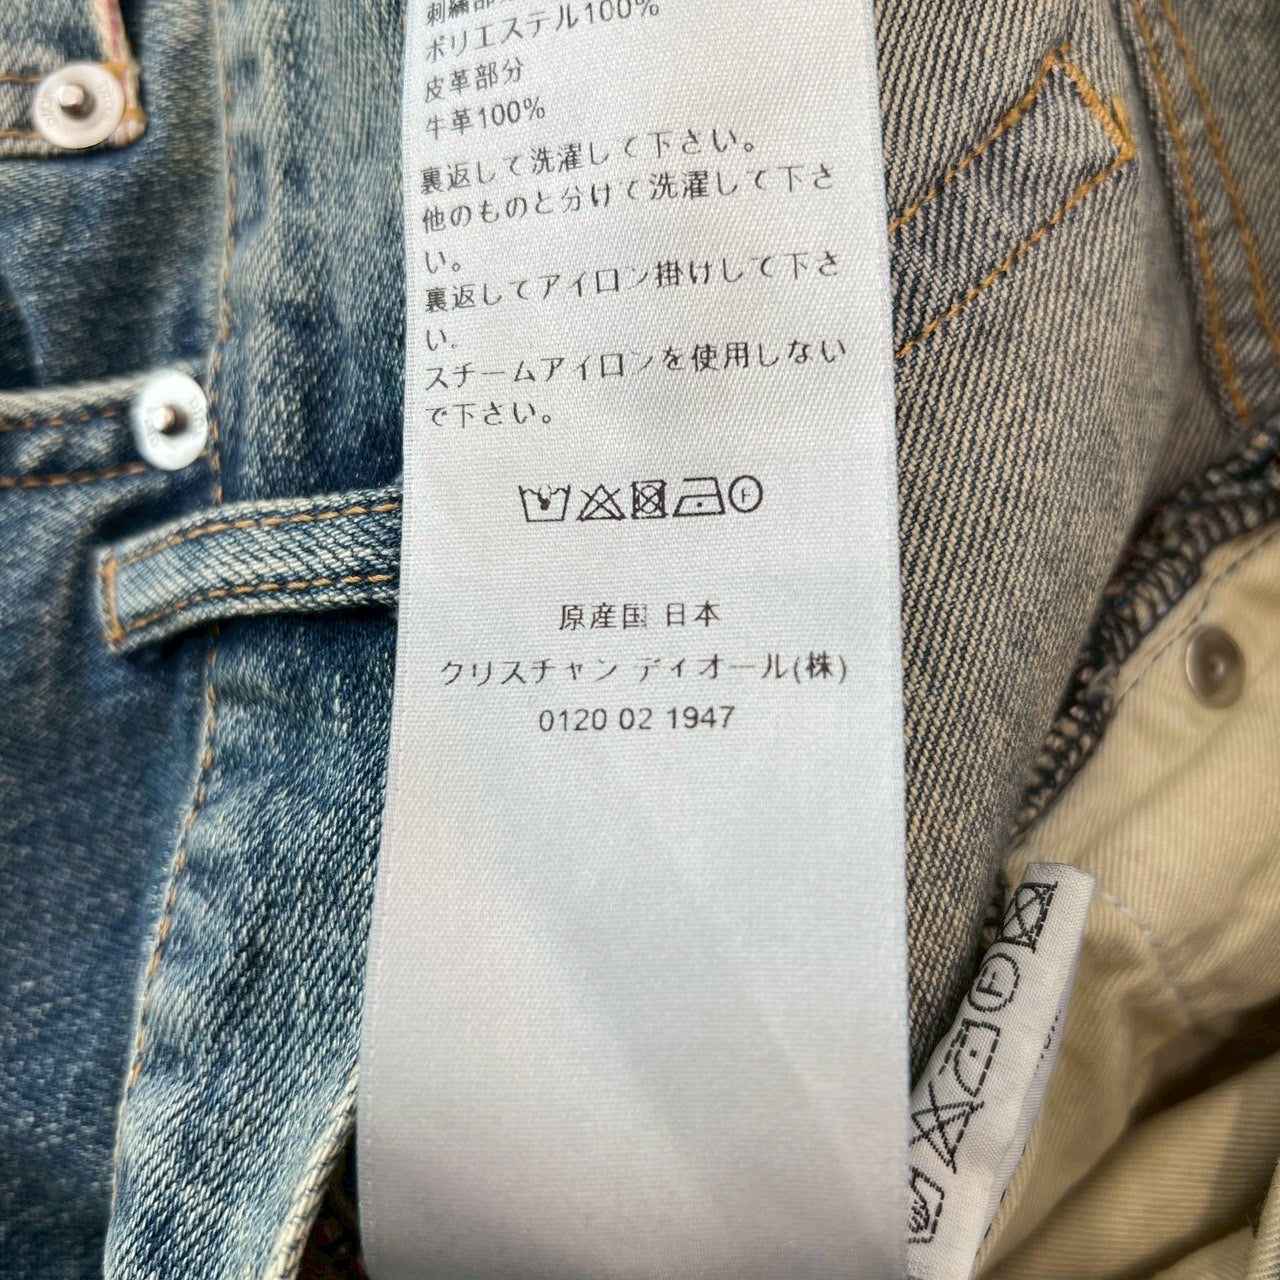 刺繍部
ポリエステル100%
皮革部分
牛革100%
裏返して洗濯して下さい。
他のものと分けて洗濯して下さ
い。
裏返してアイロン掛けして下さ
い。
スチームアイロンを使用しない
で下さい。
F
原産国 日本
クリスチャン ディオール(株)
0120 02 1947
F